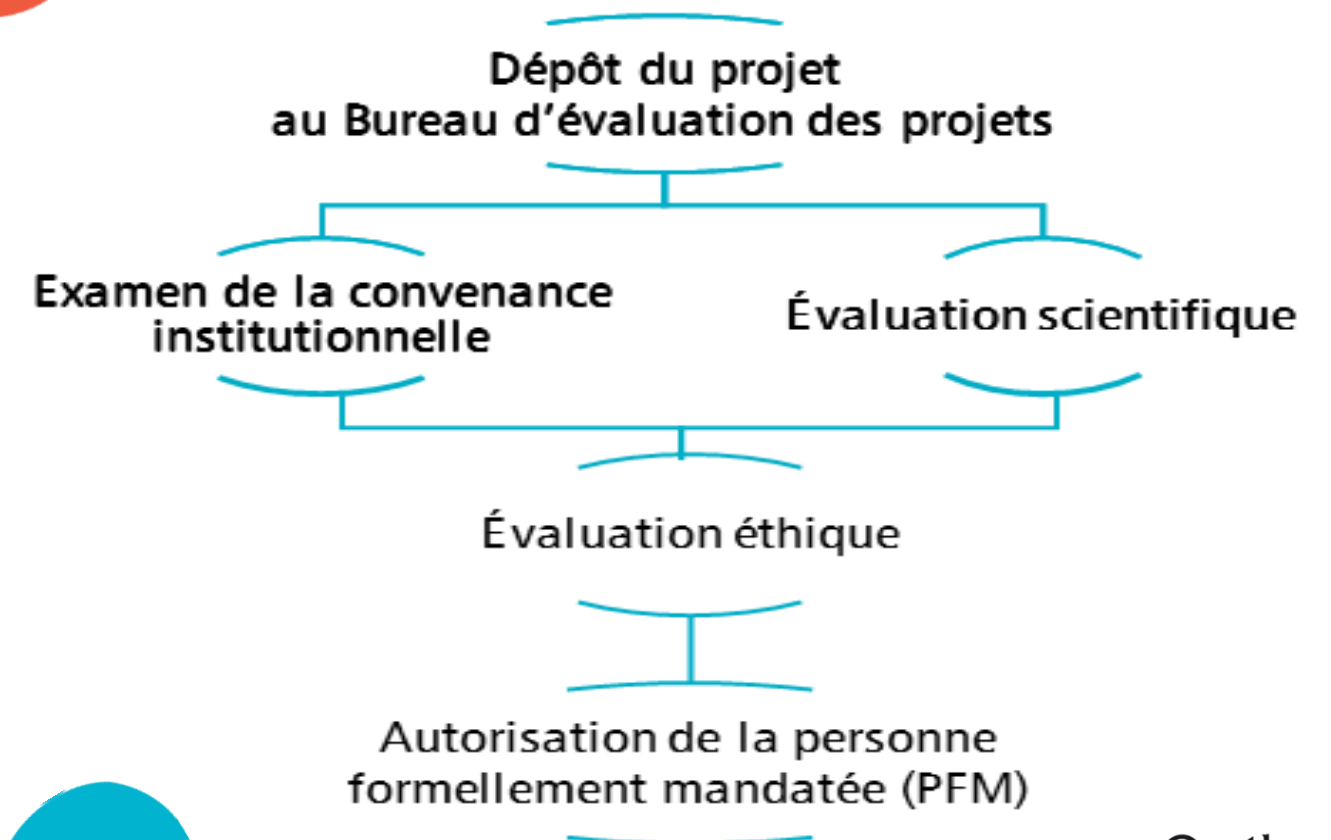 Dépôt du projet
au Bureau d’évaluation des projets
Examen de la convenance
institutionnelle
Évaluation scientifique
Évaluation éthique
Autorisation de la personne
formellement mandatée (PFM)